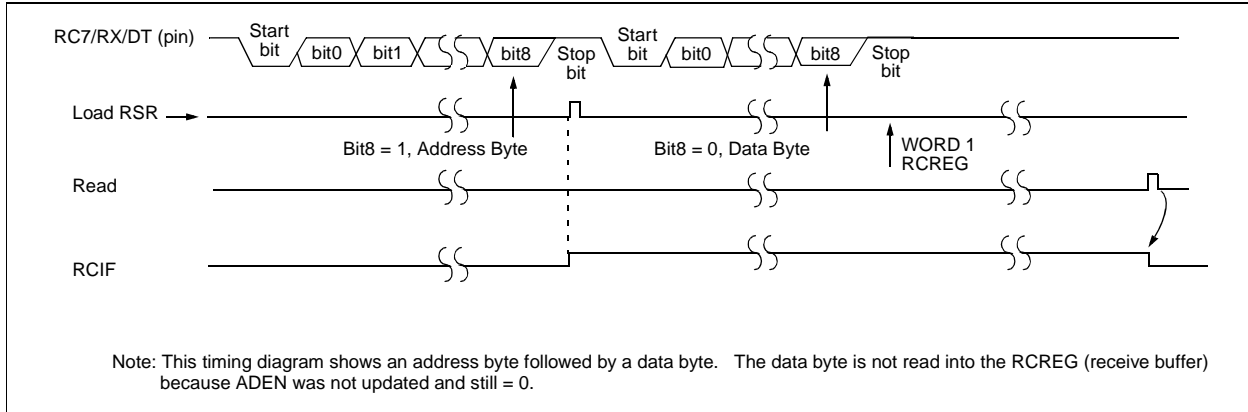 RC7/RX/DT (pin)
Start
bit
bit0
bit1
bit8
Stop
bit
Start
bit
bit0
bit8
Stop
bit
Load RSR
Bit8 = 1, Address Byte
Bit8 = 0, Data Byte
WORD 1
RCREG
Read
RCIF
Note: This timing diagram shows an address byte followed by a data byte. The data byte is not read into the RCREG (receive buffer)
because ADEN was not updated and still = 0.